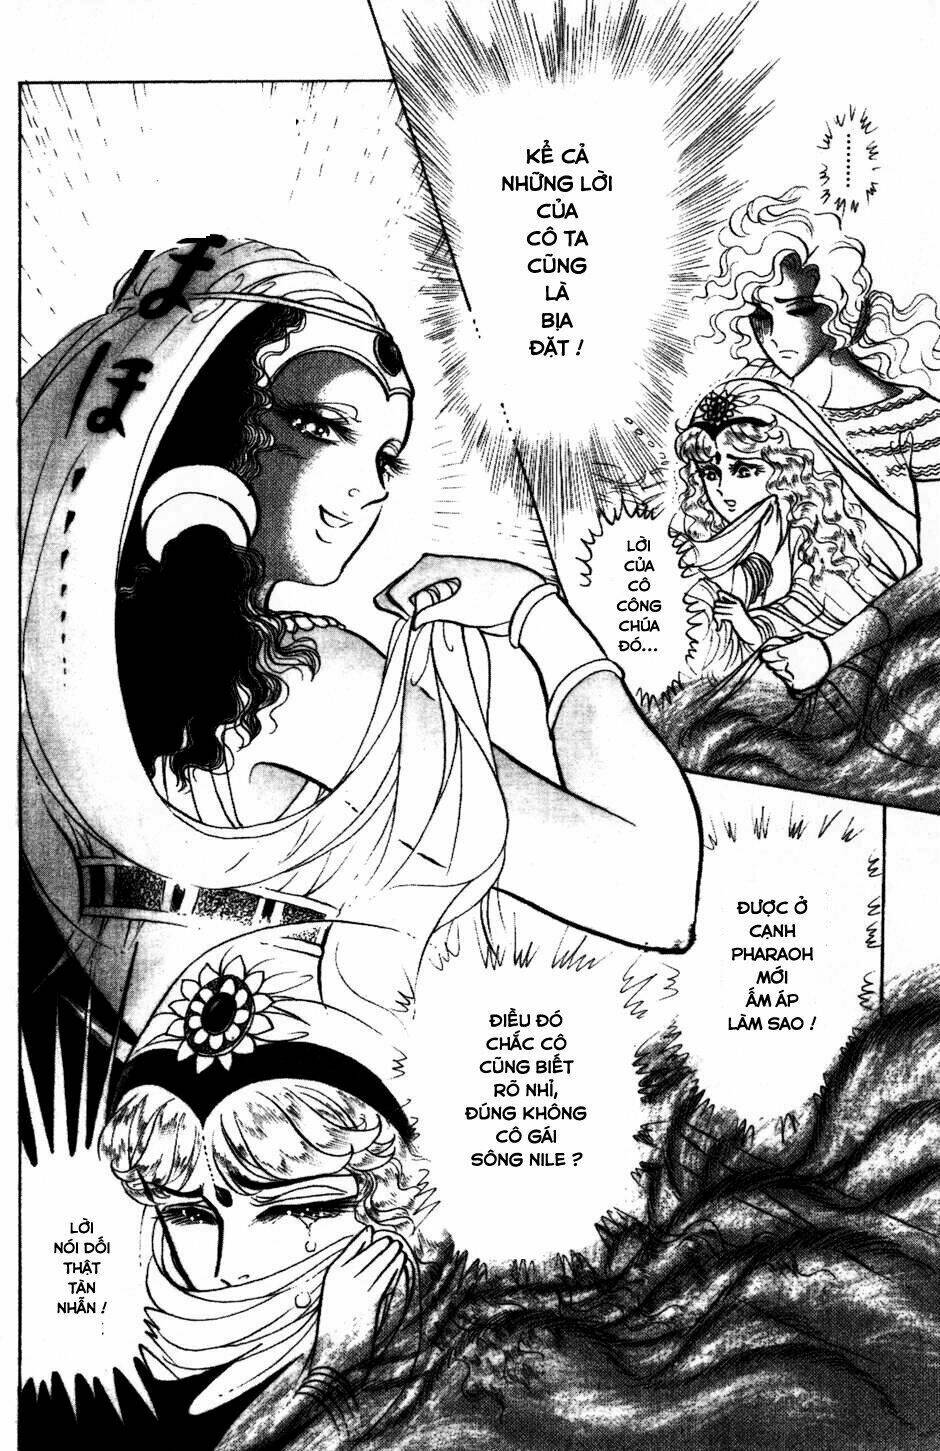 ..........
KỂ CẢ
NHỮNG LỜI
CỦA
CÔ TA
CŨNG
LÀ
BỊA
ĐẶT !
LỜI
CỦA
CÔ
CÔNG
CHÚA
ĐÓ...
ほ
ほ
ĐƯỢC Ở
CẠNH
PHARAOH
MỚI
ẤM ÁP
LÀM SAO !
ĐIỀU ĐÓ
CHẮC CÔ
CŨNG BIẾT
RÕ NHỈ,
ĐÚNG KHÔNG
CÔ GÁI
SÔNG NILE ?
LỜI
NÓI DỐI
THẬT
TÀN
NHẪN !